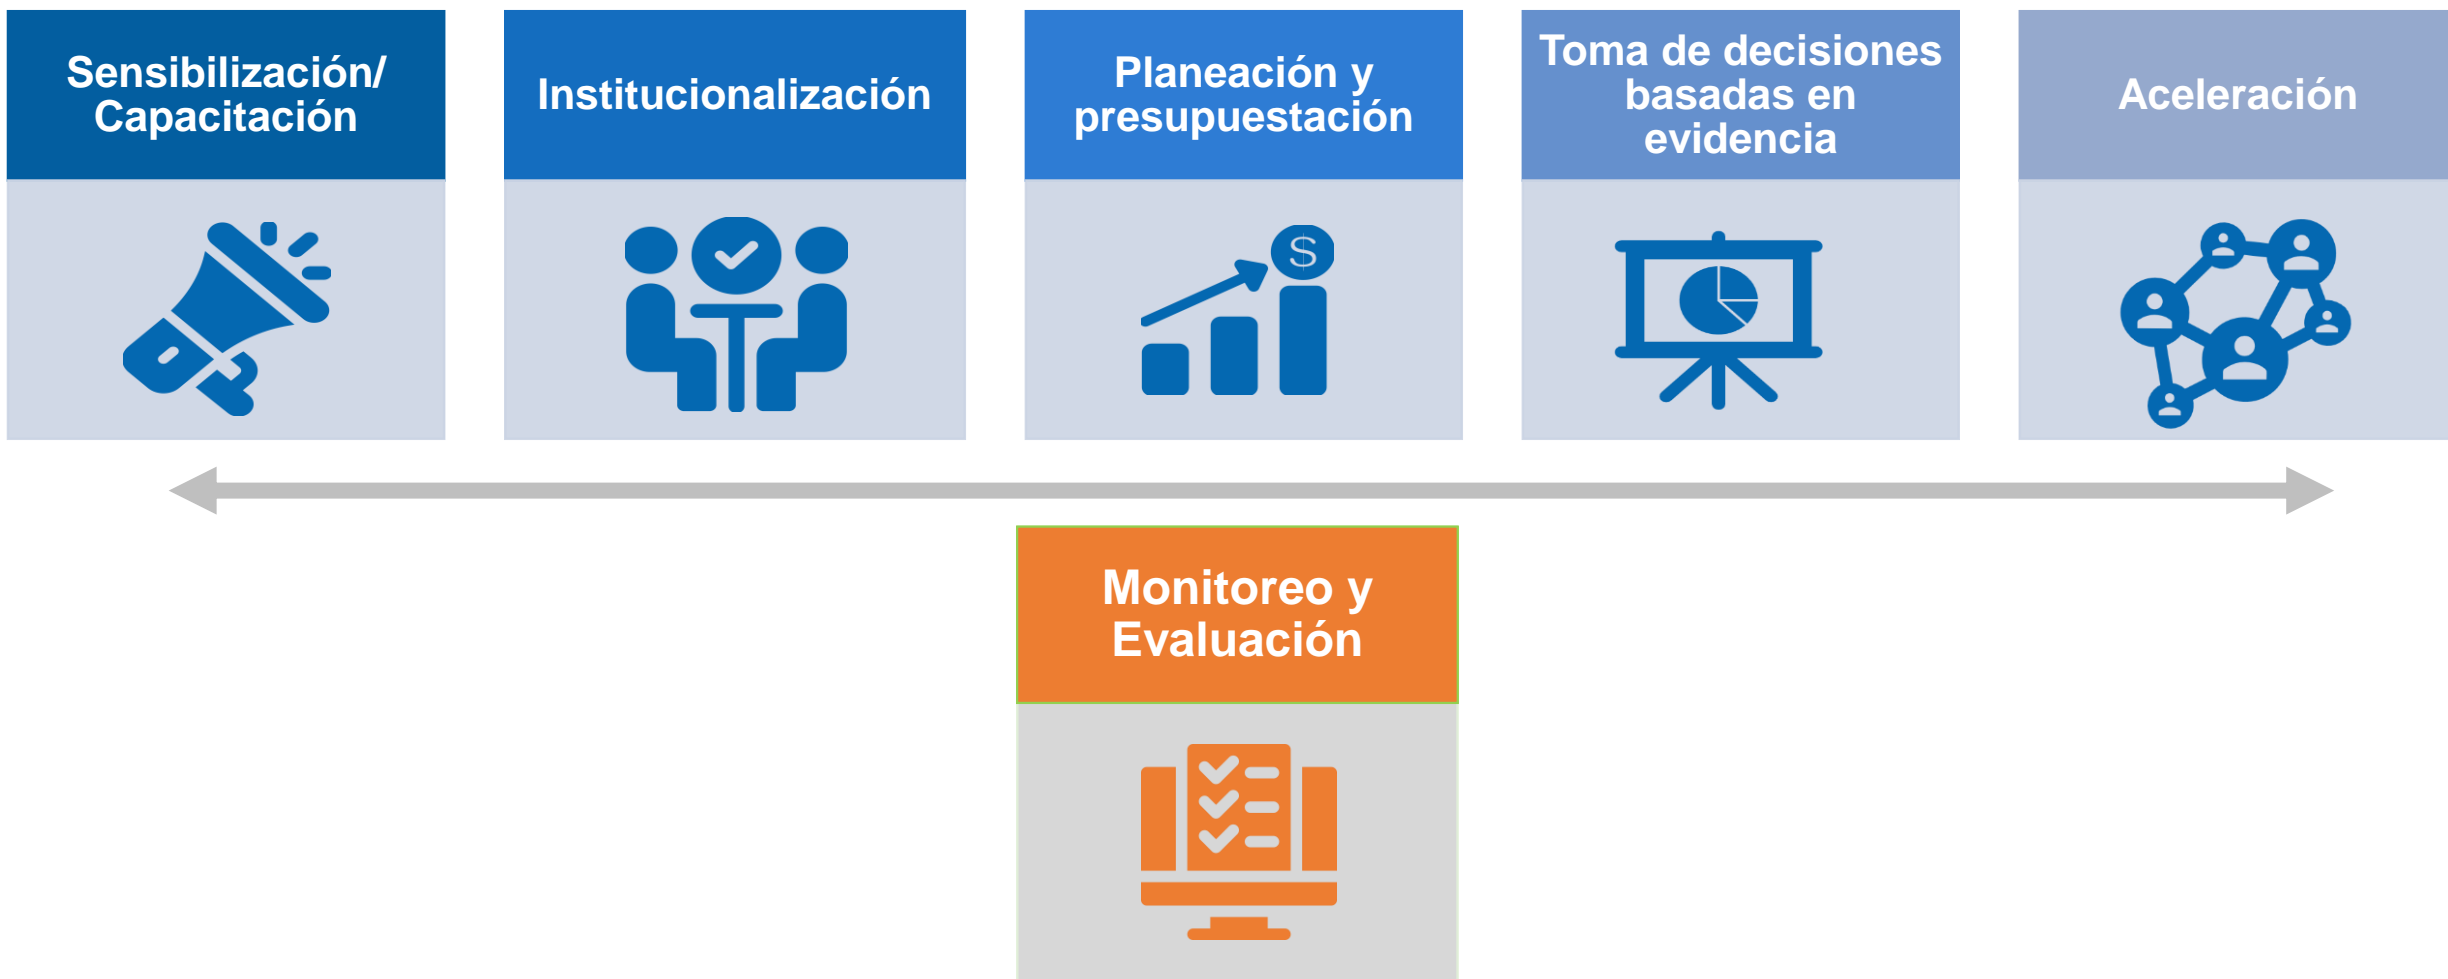 Sensibilización/
Capacitación
Institucionalización
Planeación y
presupuestación
Toma de decisiones
basadas en
evidencia
Aceleración
$
Monitoreo y
Evaluación